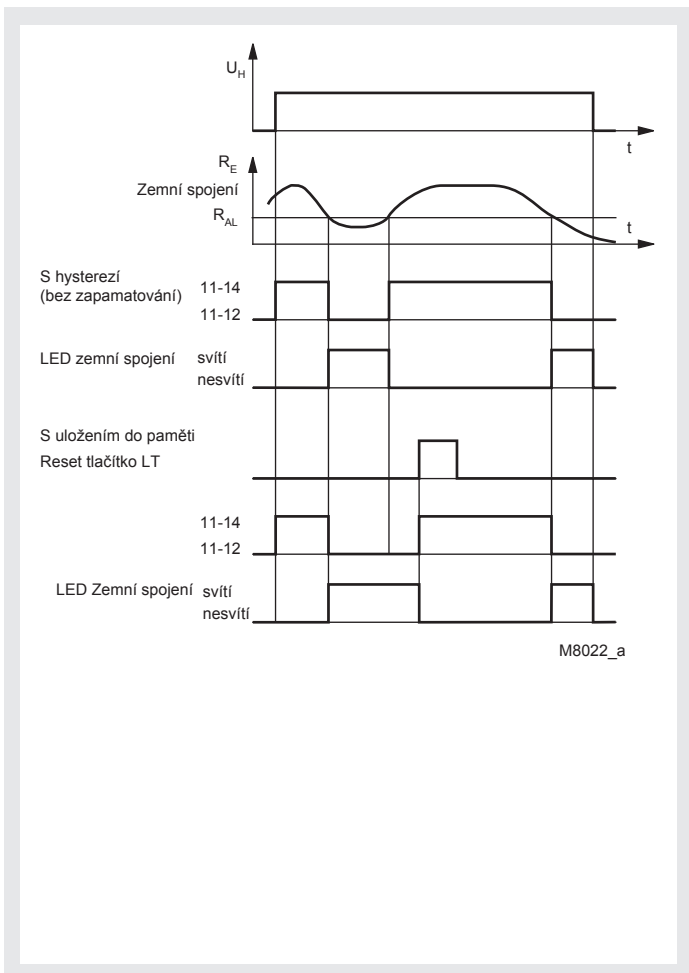 U_H
t
R_E
Zemní spojení
R_AL
t
S hysterezí
(bez zapamatování)
11-14
11-12
LED zemní spojení svítí
nesvítí
S uložením do paměti
Reset tlačítko LT
11-14
11-12
LED Zemní spojení svítí
nesvítí
M8022_a